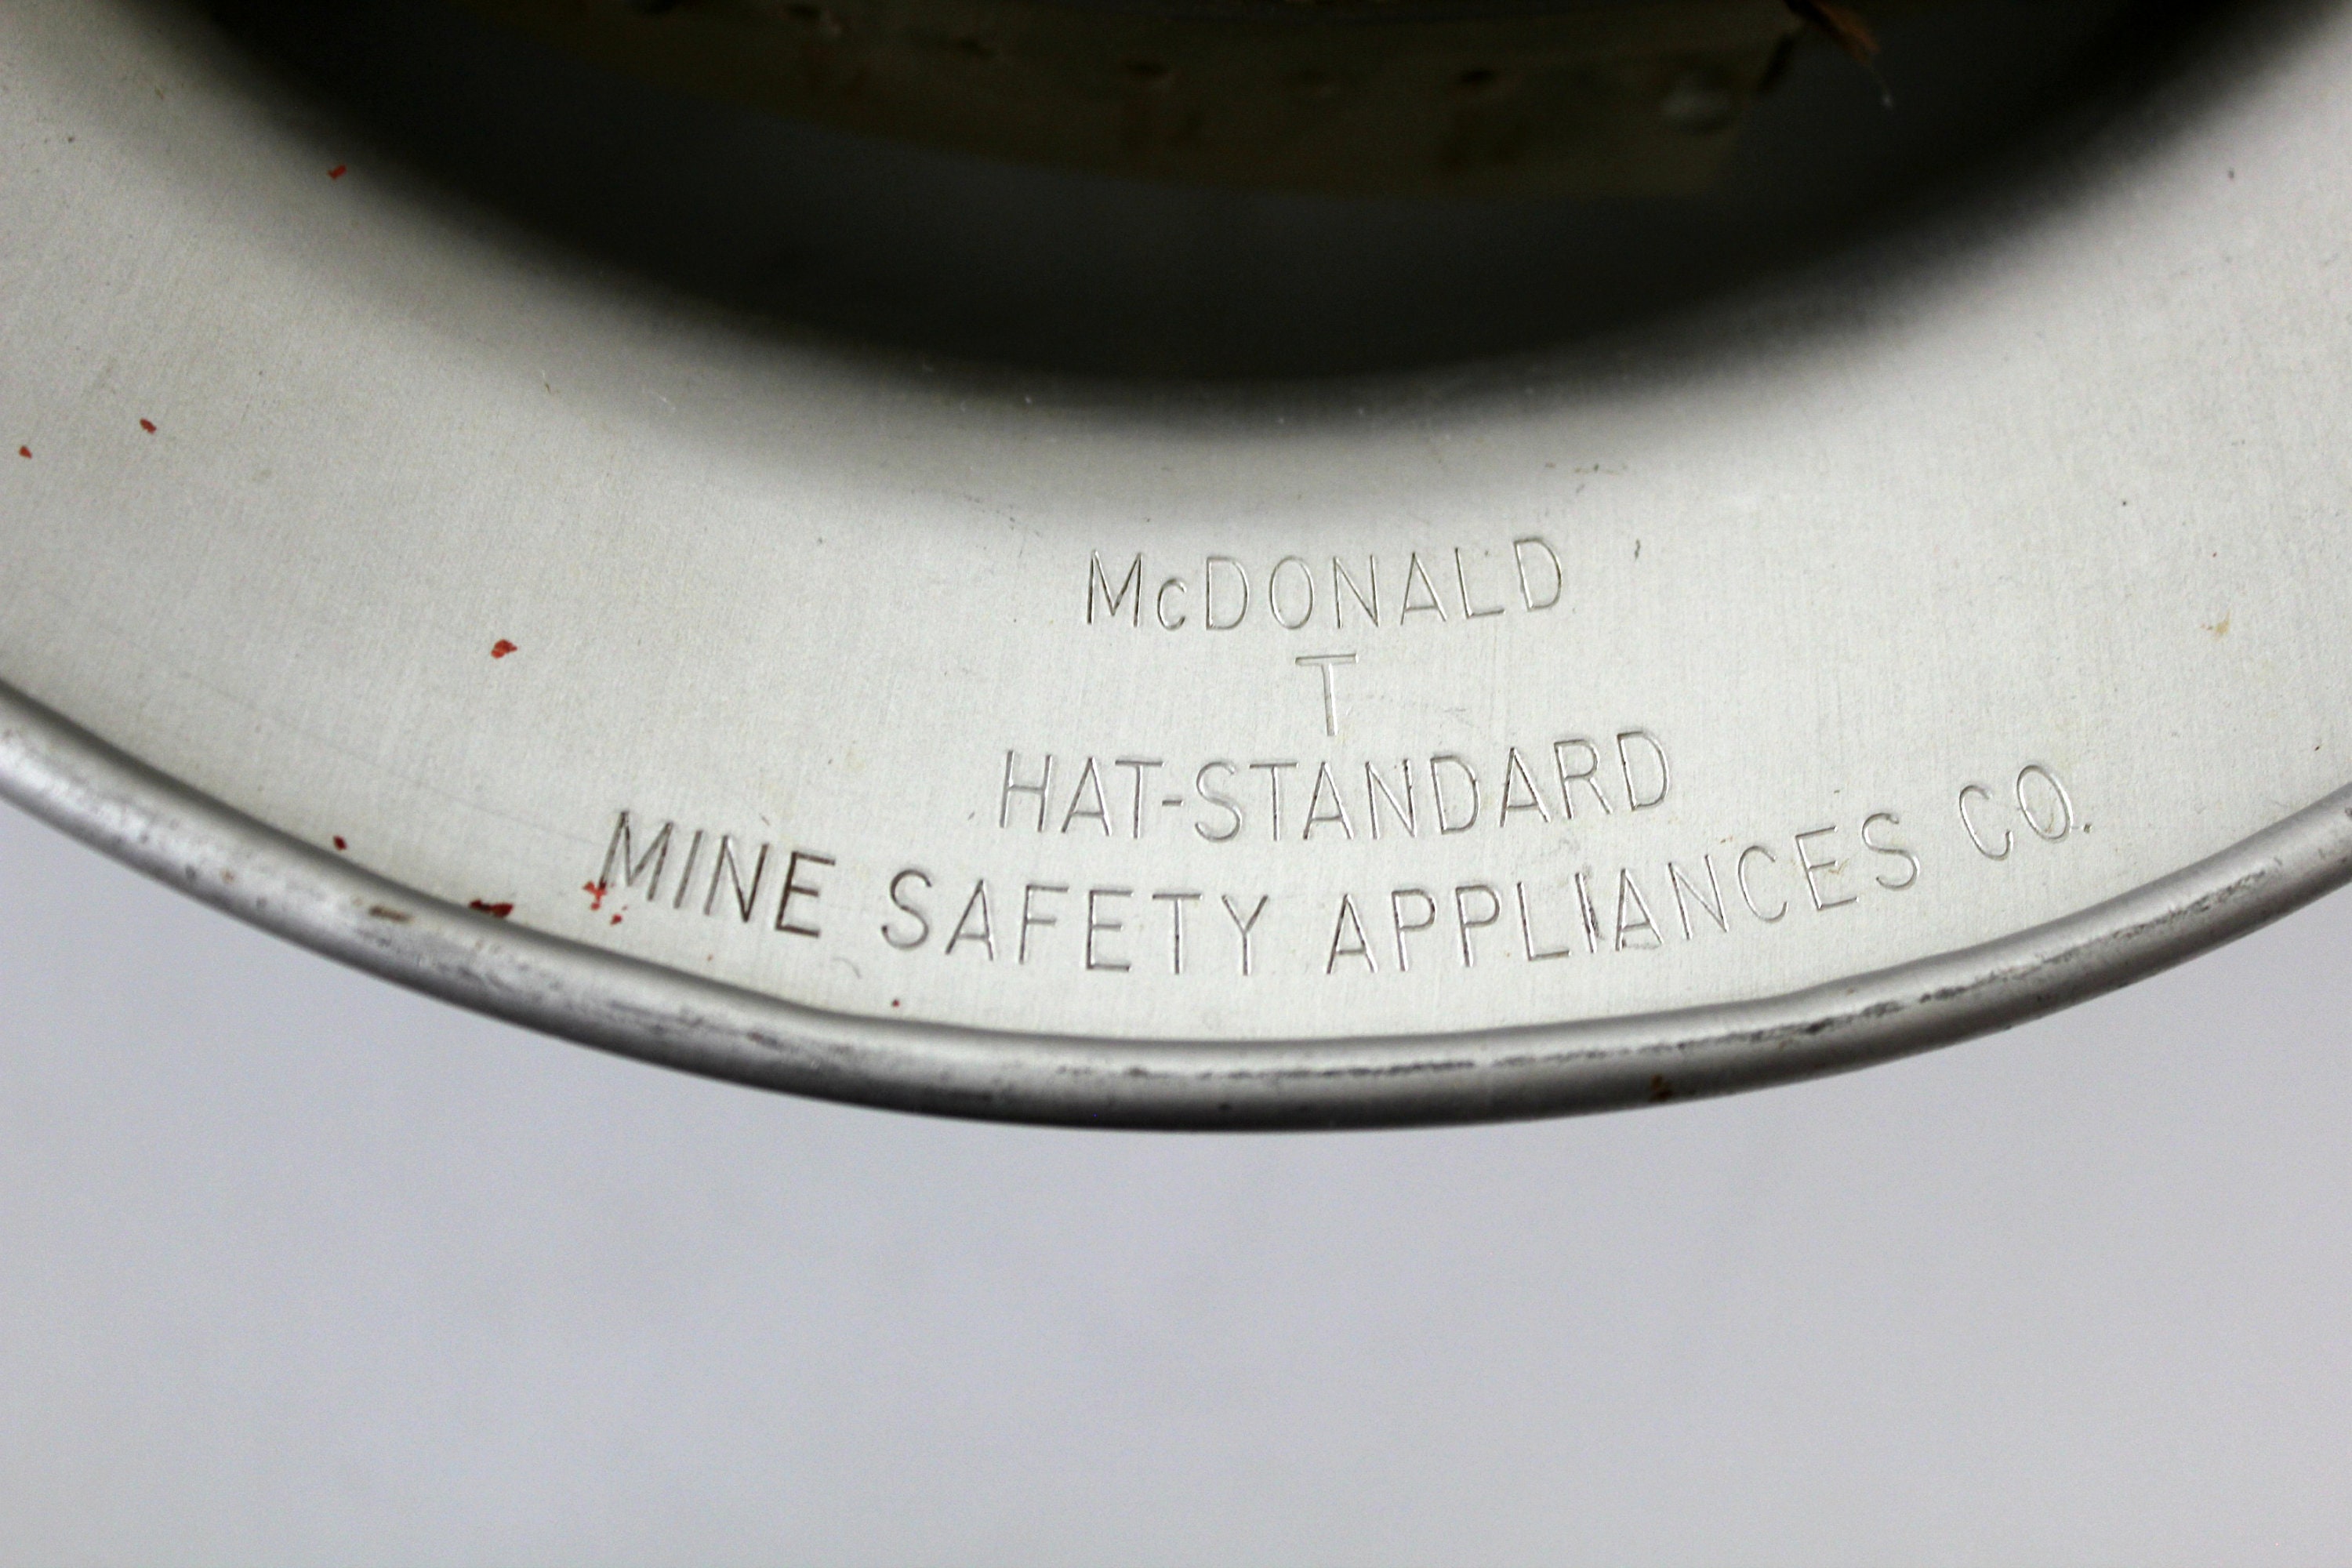 McDONALD
T
HAT-STANDARD
MINE SAFETY APPLIANCES CO.